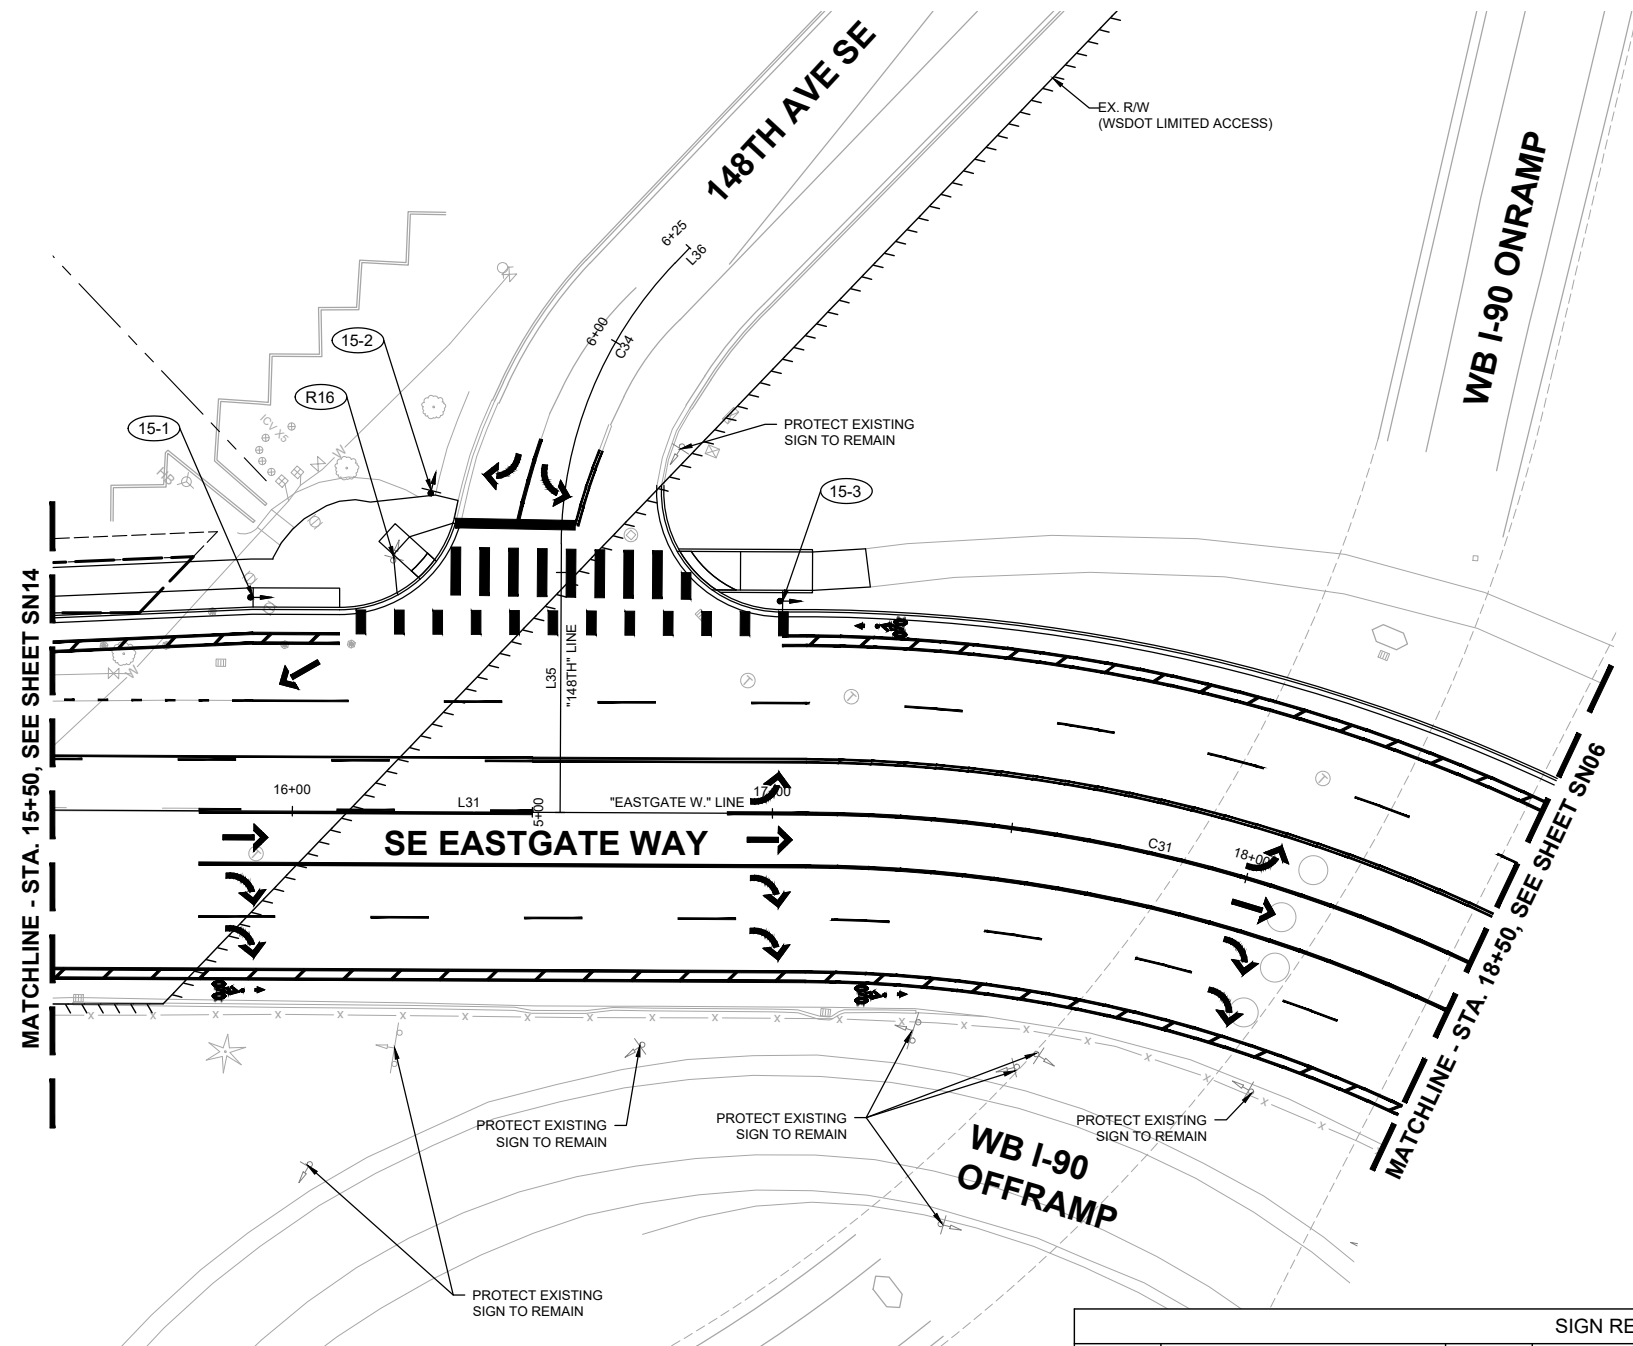 148TH AVE SE
EX. R/W
(WSDOT LIMITED ACCESS)
WB I-90 ONRAMP
6+25
L36
6+00
C34
15-2
R16
15-1
ICV X5
W
HB
PROTECT EXISTING
SIGN TO REMAIN
15-3
MATCHLINE - STA. 15+50, SEE SHEET SN14
W
L35
"148TH" LINE
16+00
L31
5+00
"EASTGATE W." LINE
17+00
SE EASTGATE WAY
C31
18+00
MATCHLINE - STA. 18+50, SEE SHEET SN06
PROTECT EXISTING
SIGN TO REMAIN
PROTECT EXISTING
SIGN TO REMAIN
PROTECT EXISTING
SIGN TO REMAIN
WB I-90
OFFRAMP
PROTECT EXISTING
SIGN TO REMAIN
SIGN RE